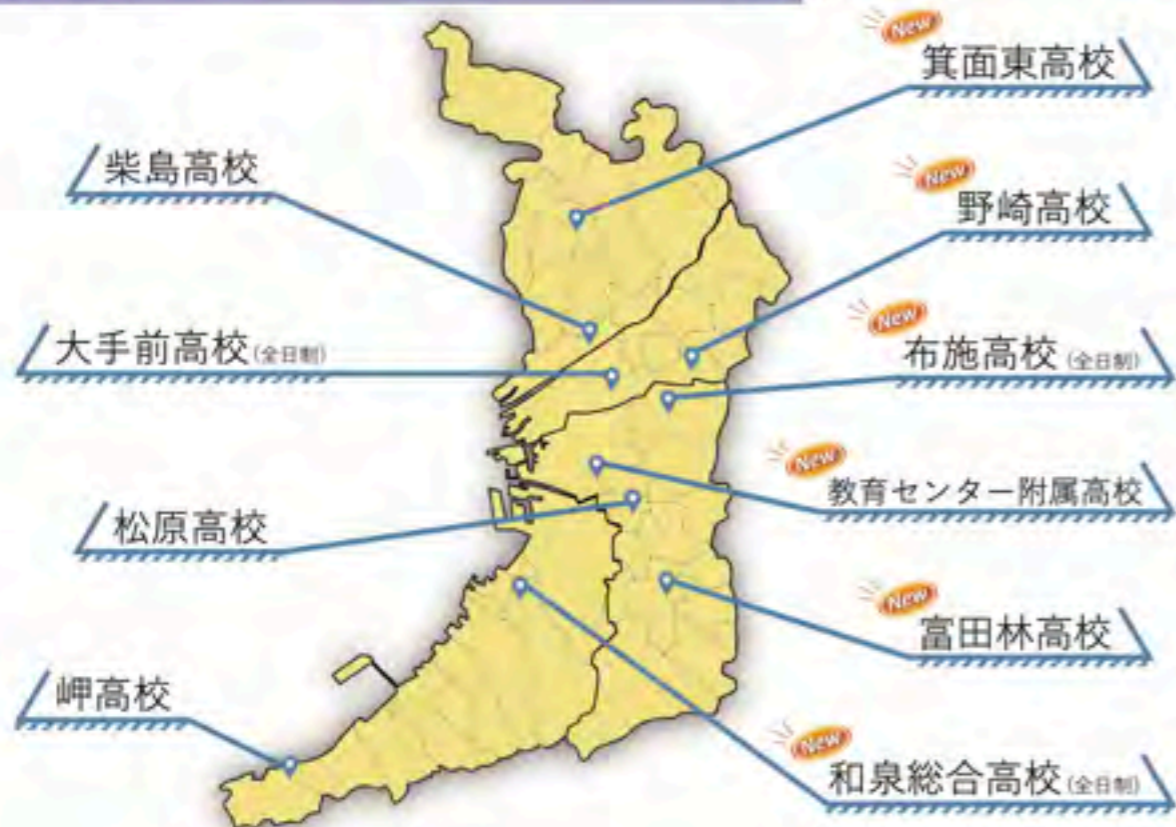 柴島高校
大手前高校(全日制)
松原高校
岬高校
New
箕面東高校
New
野崎高校
New
布施高校(全日制)
New
教育センター附属高校
New
富田林高校
New
和泉総合高校(全日制)